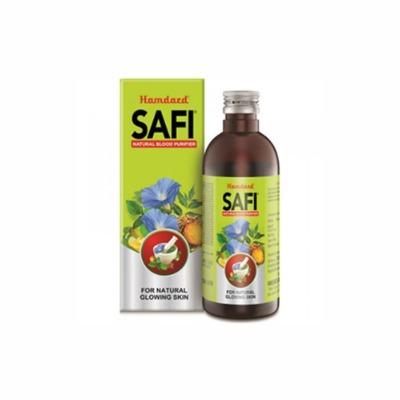 Hamdard
SAFI
NATURAL BLOOD PURIFIER
FOR NATURAL
GLOWING SKIN
Hamdard
SAFI
NATURAL BLOOD PURIFIER
FOR NATURAL
GLOWING SKIN